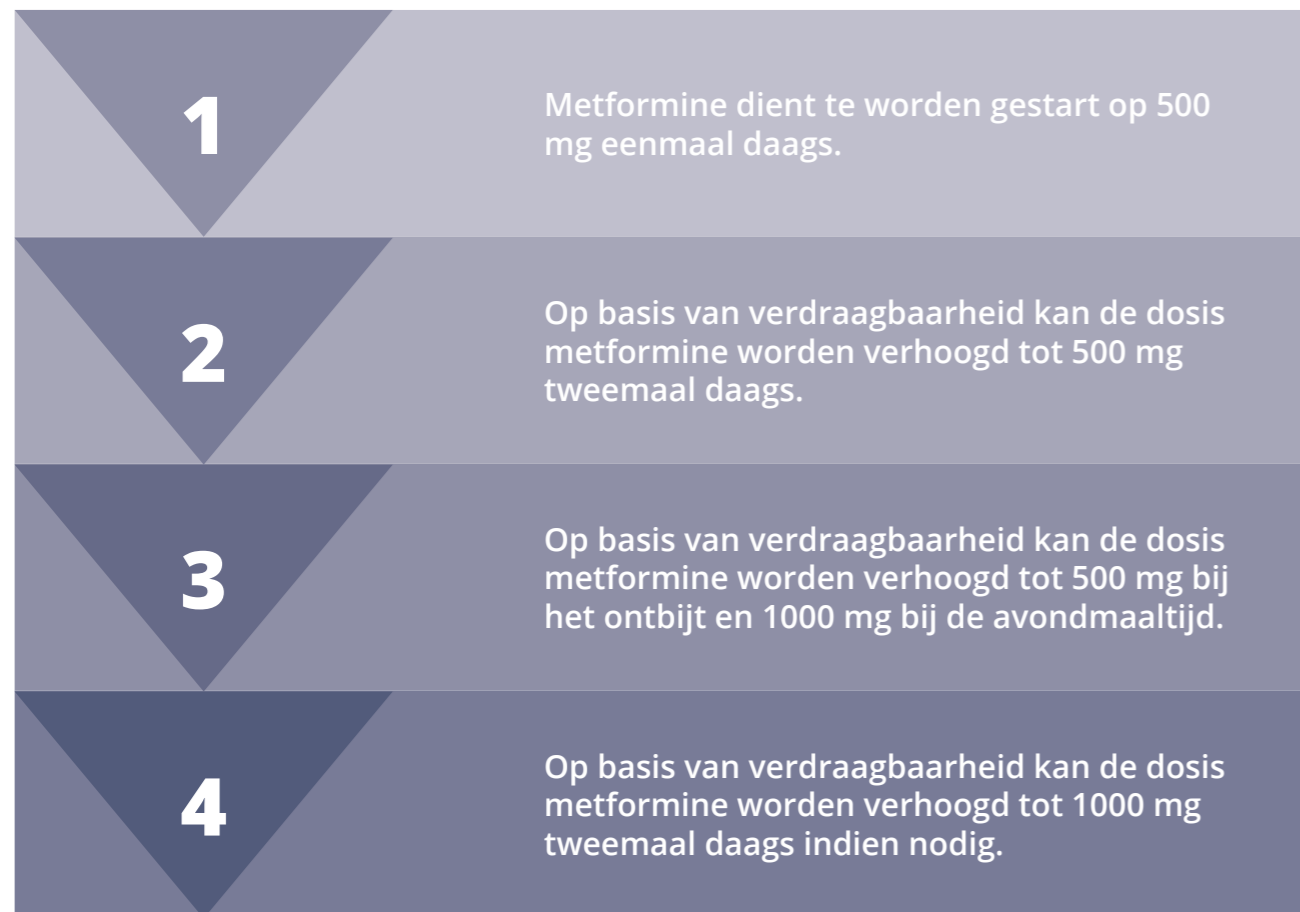 1
Metformine dient te worden gestart op 500
mg eenmaal daags.
2
Op basis van verdraagbaarheid kan de dosis
metformine worden verhoogd tot 500 mg
tweemaal daags.
3
Op basis van verdraagbaarheid kan de dosis
metformine worden verhoogd tot 500 mg bij
het ontbijt en 1000 mg bij de avondmaaltijd.
4
Op basis van verdraagbaarheid kan de dosis
metformine worden verhoogd tot 1000 mg
tweemaal daags indien nodig.